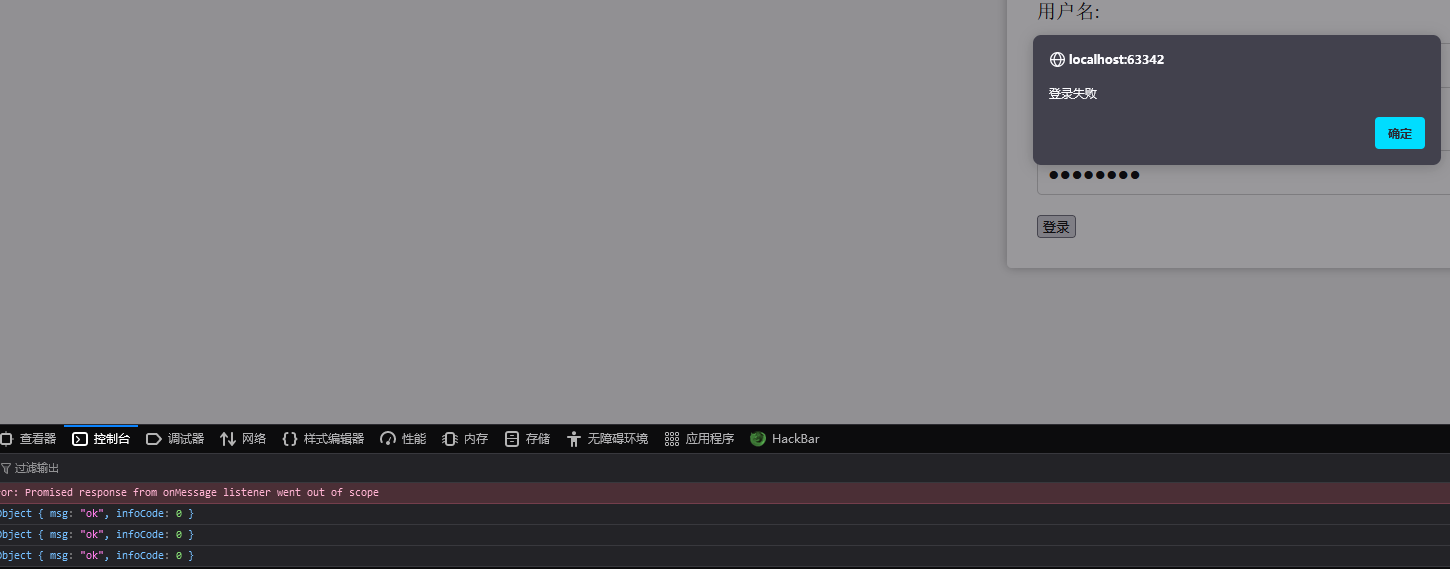 用户名:
localhost:63342
登录失败
确定
登录
查看器 控制台 调试器 网络 样式编辑器 性能 内存 存储 无障碍环境 应用程序 HackBar
过滤输出
or: Promised response from onMessage listener went out of scope
Object { msg: "ok", infoCode: 0 }
Object { msg: "ok", infoCode: 0 }
Object { msg: "ok", infoCode: 0 }